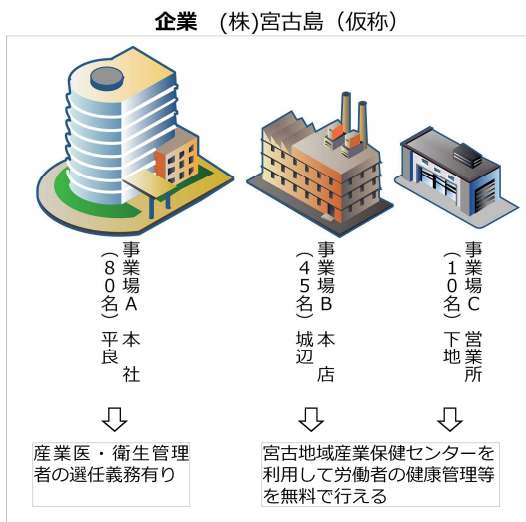 企業 (株)宮古島（仮称）
事業場A 本 社
（80名）平良
事業場B 本 店
（45名）城辺
事業場C 営業所
（10名）下地
産業医・衛生管理
者の選任義務有り
宮古地域産業保健センターを
利用して労働者の健康管理等
を無料で行える